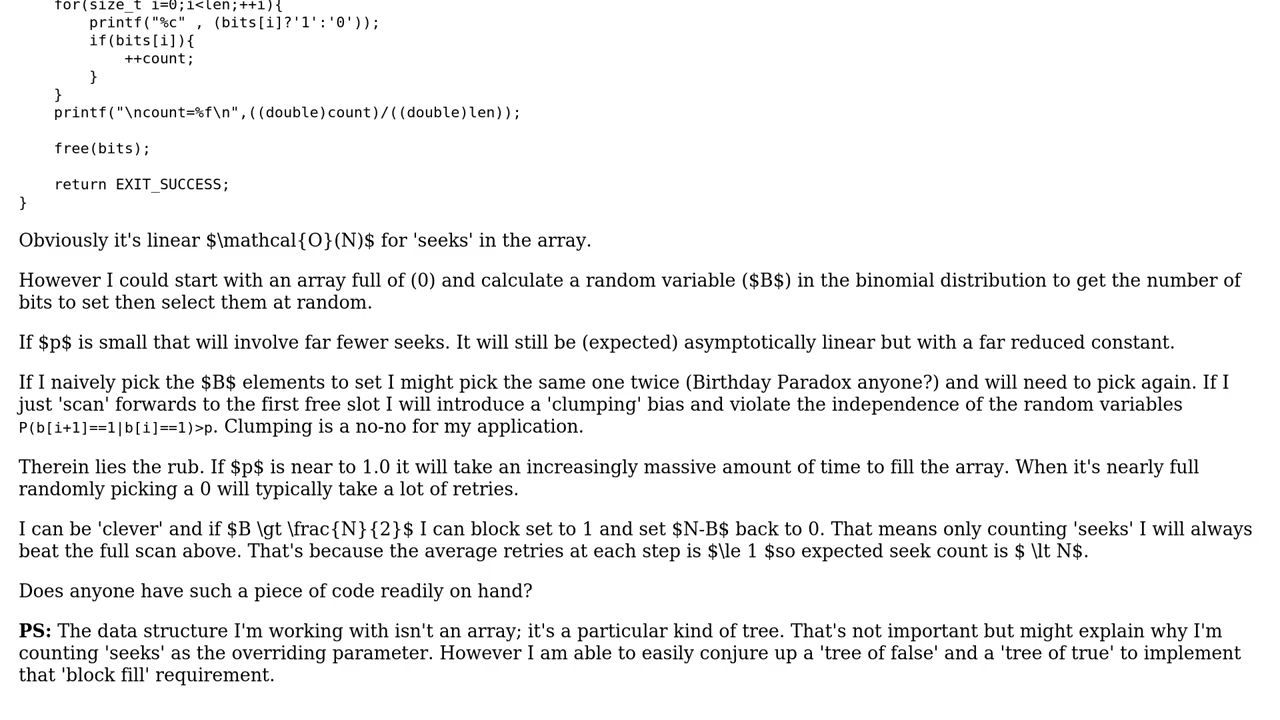 for(size_t i=0;i<len;++i){
        printf("%c" , (bits[i]?'1':'0'));
        if(bits[i]){
            ++count;
        }
    }
    printf("\ncount=%f\n",((double)count)/((double)len));

    free(bits);

    return EXIT_SUCCESS;
}
Obviously it's linear $\mathcal{O}(N)$ for 'seeks' in the array.
However I could start with an array full of (0) and calculate a random variable ($B$) in the binomial distribution to get the number of
bits to set then select them at random.
If $p$ is small that will involve far fewer seeks. It will still be (expected) asymptotically linear but with a far reduced constant.
If I naively pick the $B$ elements to set I might pick the same one twice (Birthday Paradox anyone?) and will need to pick again. If I
just 'scan' forwards to the first free slot I will introduce a 'clumping' bias and violate the independence of the random variables
P(b[i+1]==1|b[i]==1)>p. Clumping is a no-no for my application.
Therein lies the rub. If $p$ is near to 1.0 it will take an increasingly massive amount of time to fill the array. When it's nearly full
randomly picking a 0 will typically take a lot of retries.
I can be 'clever' and if $B \gt \frac{N}{2}$ I can block set to 1 and set $N-B$ back to 0. That means only counting 'seeks' I will always
beat the full scan above. That's because the average retries at each step is $\le 1 $so expected seek count is $ \lt N$.
Does anyone have such a piece of code readily on hand?
PS: The data structure I'm working with isn't an array; it's a particular kind of tree. That's not important but might explain why I'm
counting 'seeks' as the overriding parameter. However I am able to easily conjure up a 'tree of false' and a 'tree of true' to implement
that 'block fill' requirement.